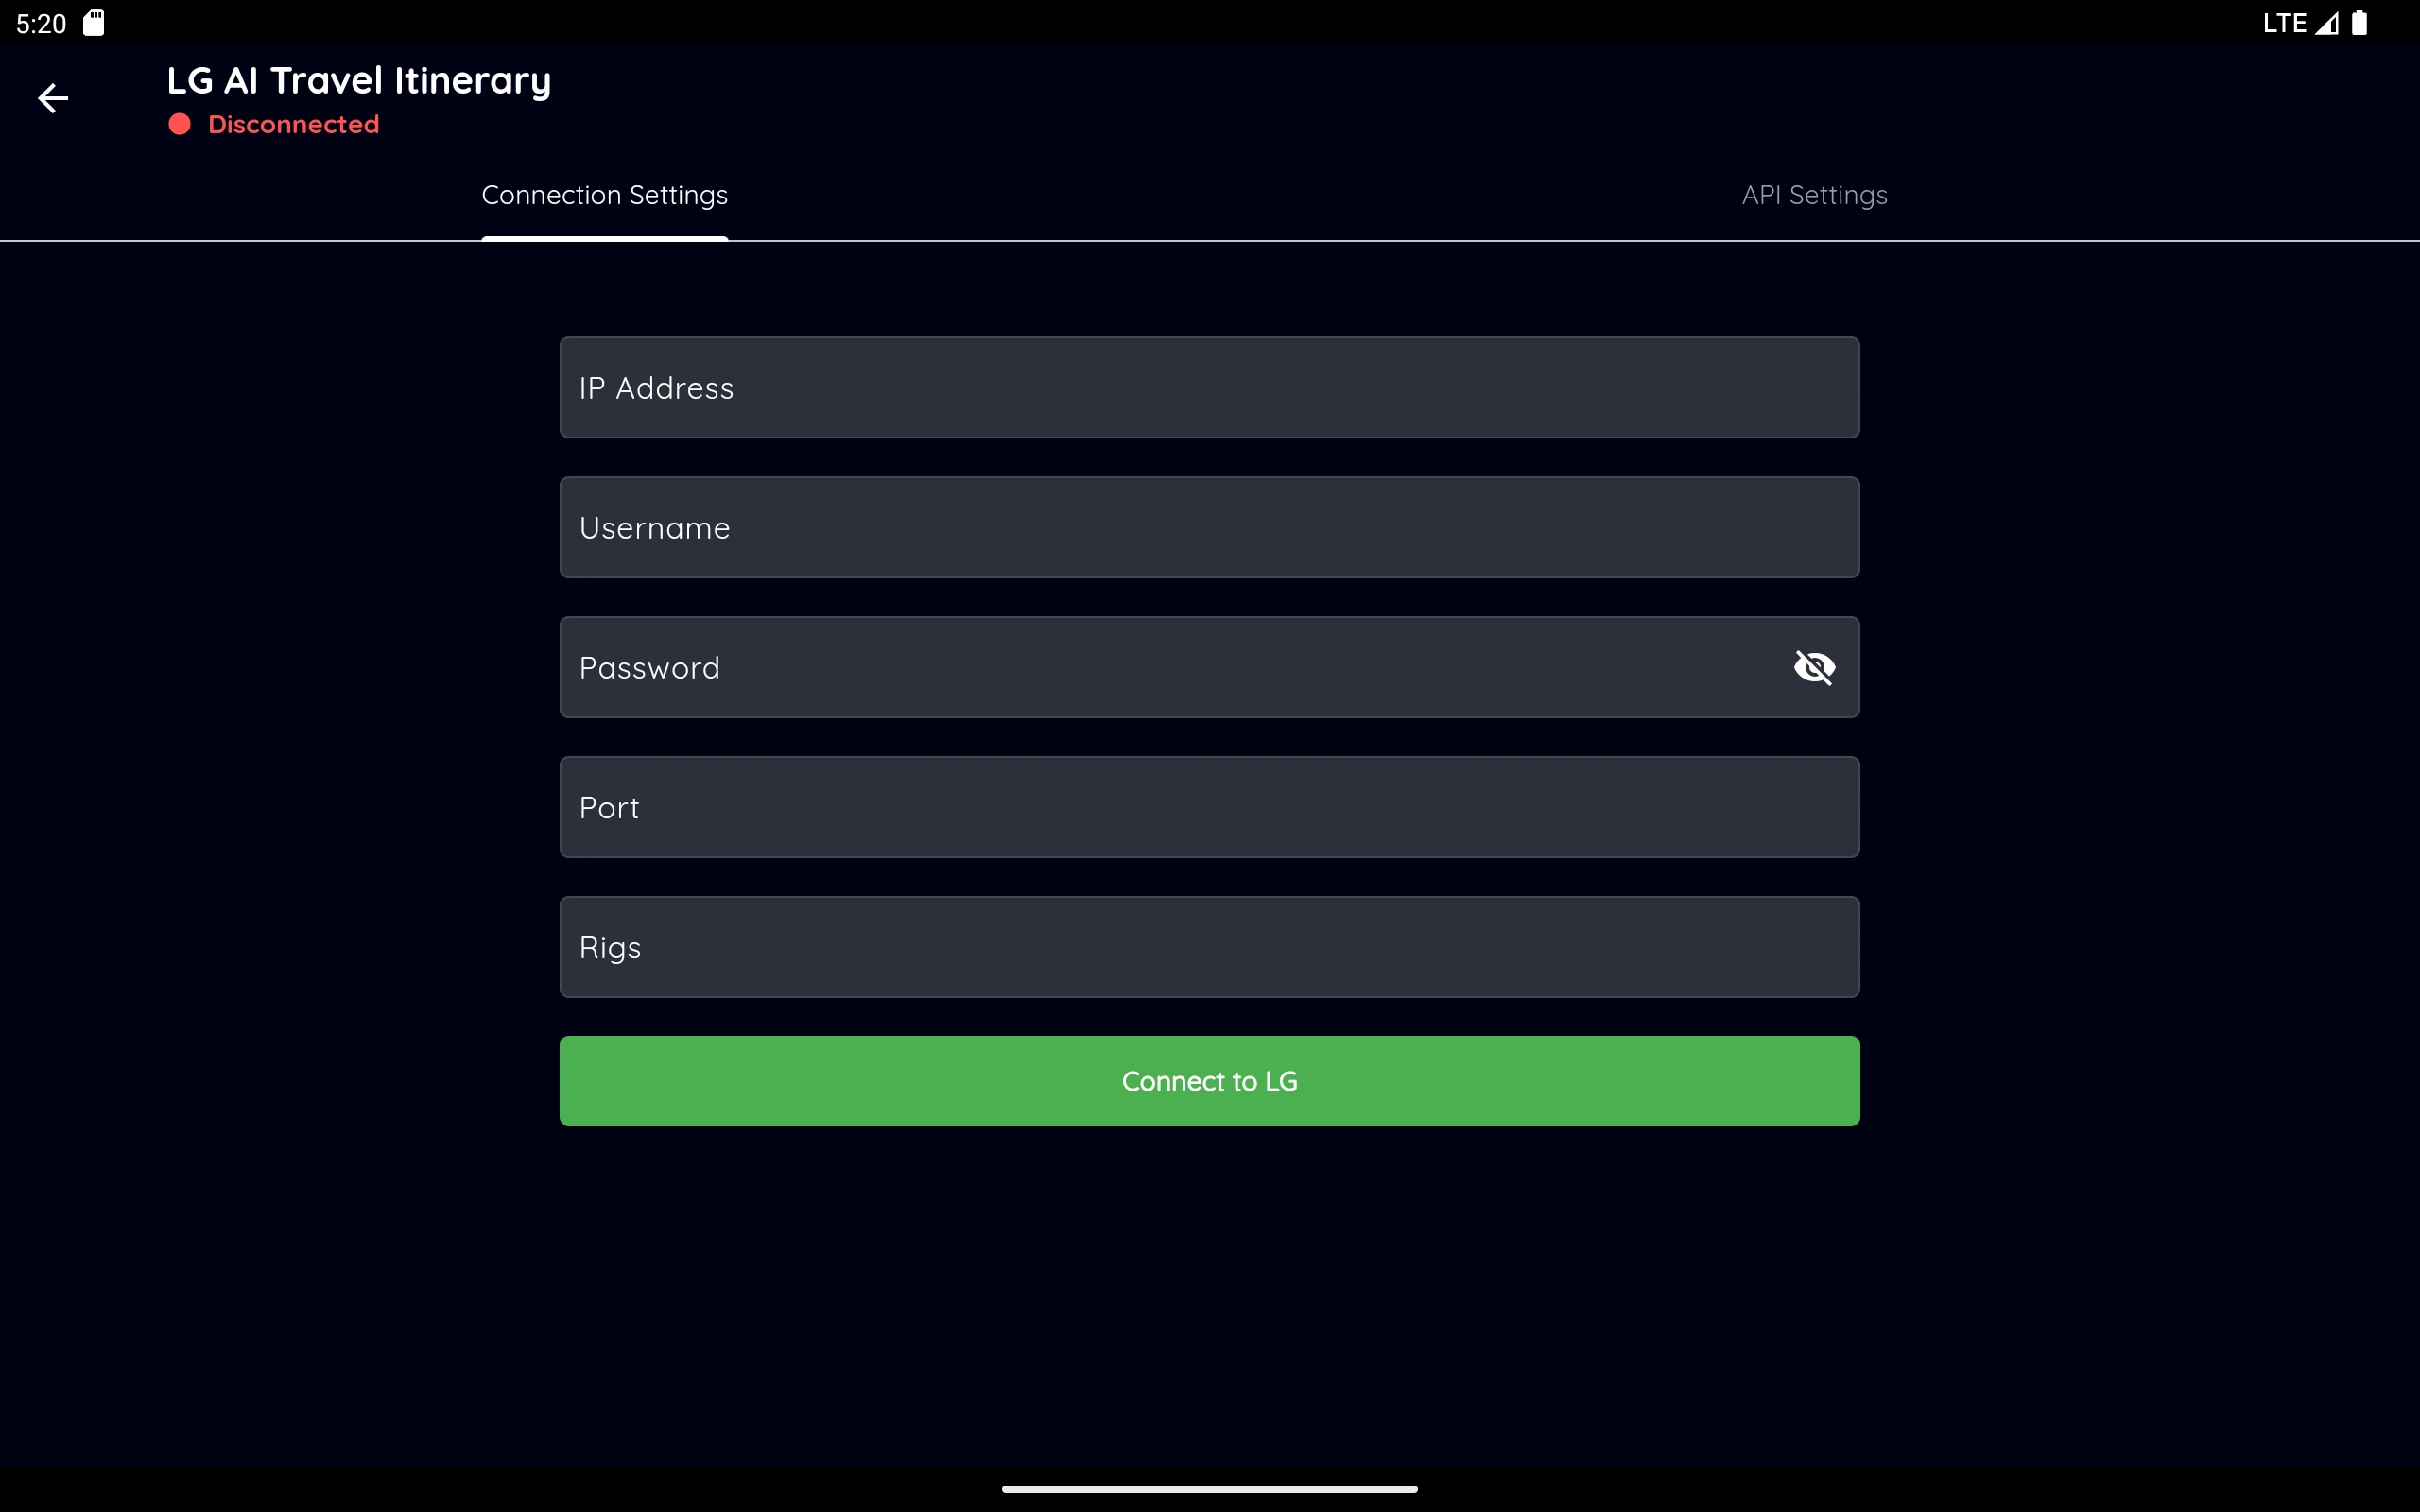 5:20
LTE
LG AI Travel Itinerary
Disconnected
Connection Settings
API Settings
IP Address
Username
Password
Port
Rigs
Connect to LG